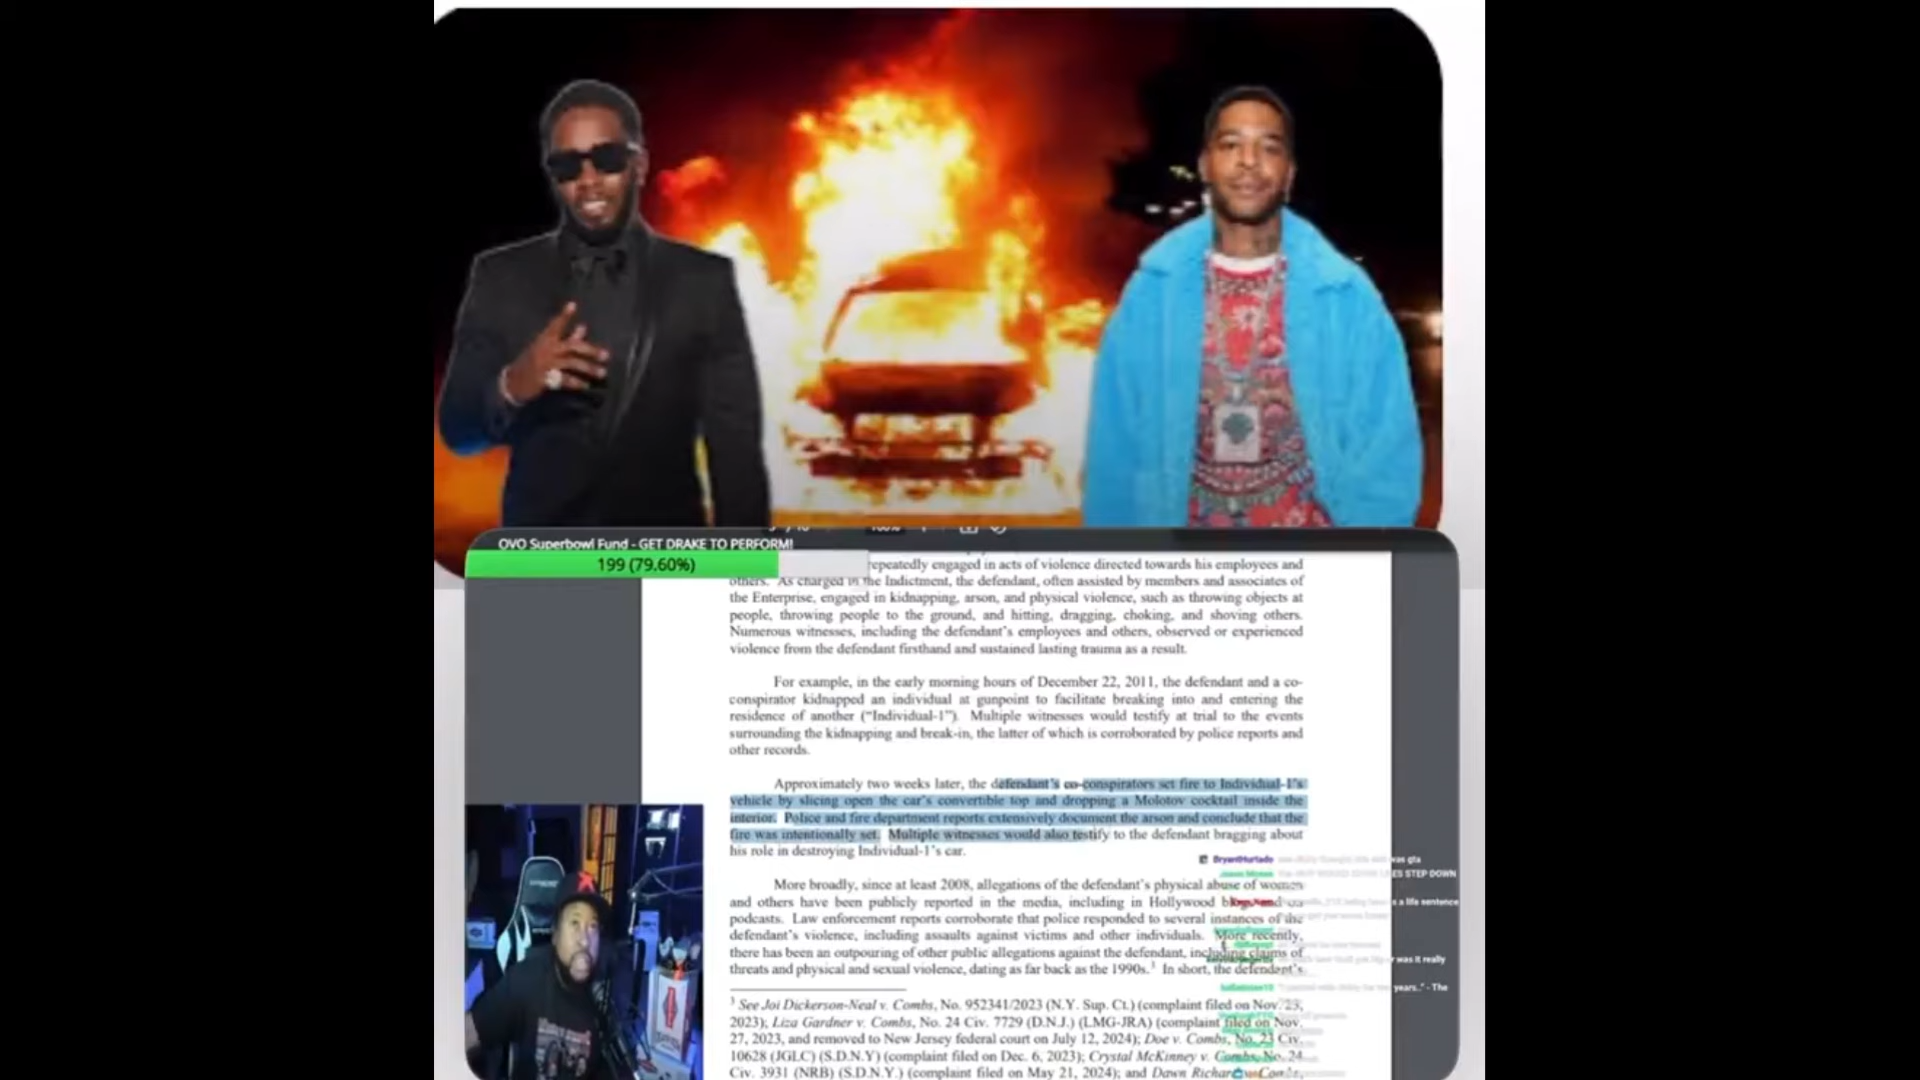 OVO Superbowl Fund - GET DRAKE TO PERFORM!
199 (79.60%)
repeatedly engaged in acts of violence directed towards his employees and
others. As charged in the Indictment, the defendant, often assisted by members and associates of
the Enterprise, engaged in kidnapping, arson, and physical violence, such as throwing objects at
people, throwing people to the ground, and hitting, dragging, choking, and shoving others.
Numerous witnesses, including the defendant's employees and others, observed or experienced
violence from the defendant firsthand and sustained lasting trauma as a result.
For example, in the early morning hours of December 22, 2011, the defendant and a co-
conspirator kidnapped an individual at gunpoint to facilitate breaking into and entering the
residence of another ("Individual-1"). Multiple witnesses would testify at trial to the events
surrounding the kidnapping and break-in, the latter of which is corroborated by police reports and
other records.
Approximately two weeks later, the defendant's co-conspirators set fire to Individual-1's
vehicle by slicing open the car's convertible top and dropping a Molotov cocktail inside the
interior. Police and fire department reports extensively document the arson and conclude that the
fire was intentionally set. Multiple witnesses would also testify to the defendant bragging about
his role in destroying Individual-1's car.
BryantHurtado was gta
STEP DOWN
More broadly, since at least 2008, allegations of the defendant's physical abuse of women
and others have been publicly reported in the media, including in Hollywood blogs and on
s a life sentence
podcasts. Law enforcement reports corroborate that police responded to several instances of the
defendant's violence, including assaults against victims and other individuals. More recently,
there has been an outpouring of other public allegations against the defendant, including claims of
was it really
threats and physical and sexual violence, dating as far back as the 1990s.3 In short, the defendant's
years.." - The
3 See Joi Dickerson-Neal v. Combs, No. 952341/2023 (N.Y. Sup. Ct.) (complaint filed on Nov. 23,
2023); Liza Gardner v. Combs, No. 24 Civ. 7729 (D.N.J.) (LMG-JRA) (complaint filed on Nov.
27, 2023, and removed to New Jersey federal court on July 12, 2024); Doe v. Combs, No. 23 Civ.
10628 (JGLC) (S.D.N.Y) (complaint filed on Dec. 6, 2023); Crystal McKinney v. Combs, No. 24
Civ. 3931 (NRB) (S.D.N.Y.) (complaint filed on May 21, 2024); and Dawn Richard v. Combs,